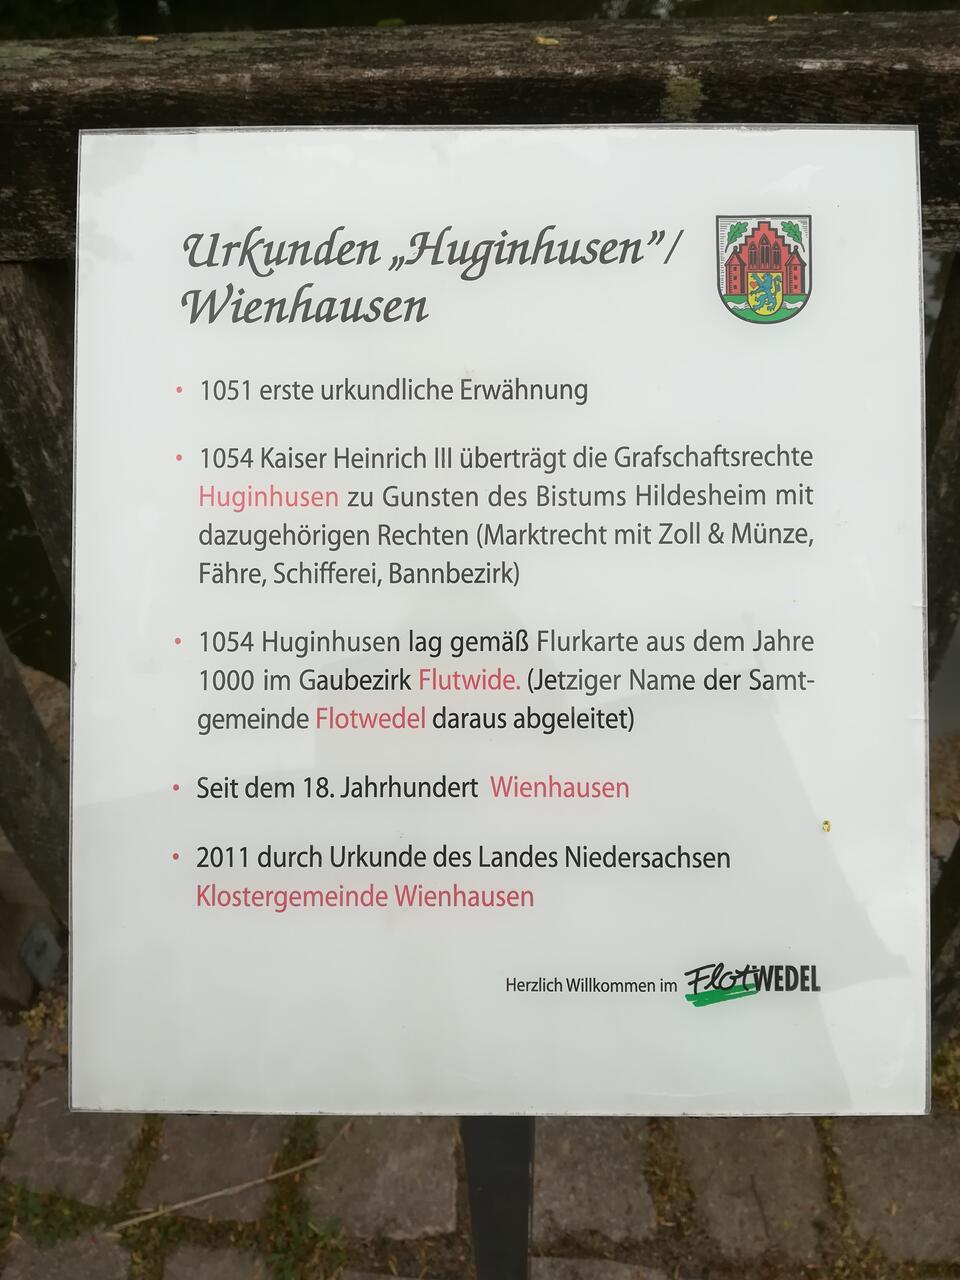 Urkunden „Huginhusen”/
Wienhausen
• 1051 erste urkundliche Erwähnung
• 1054 Kaiser Heinrich III überträgt die Grafschaftsrechte
Huginhusen zu Gunsten des Bistums Hildesheim mit
dazugehörigen Rechten (Marktrecht mit Zoll & Münze,
Fähre, Schifferei, Bannbezirk)
• 1054 Huginhusen lag gemäß Flurkarte aus dem Jahre
1000 im Gaubezirk Flutwide. (Jetziger Name der Samt-
gemeinde Flotwedel daraus abgeleitet)
• Seit dem 18. Jahrhundert Wienhausen
• 2011 durch Urkunde des Landes Niedersachsen
Klostergemeinde Wienhausen
Herzlich Willkommen im FlotWEDEL